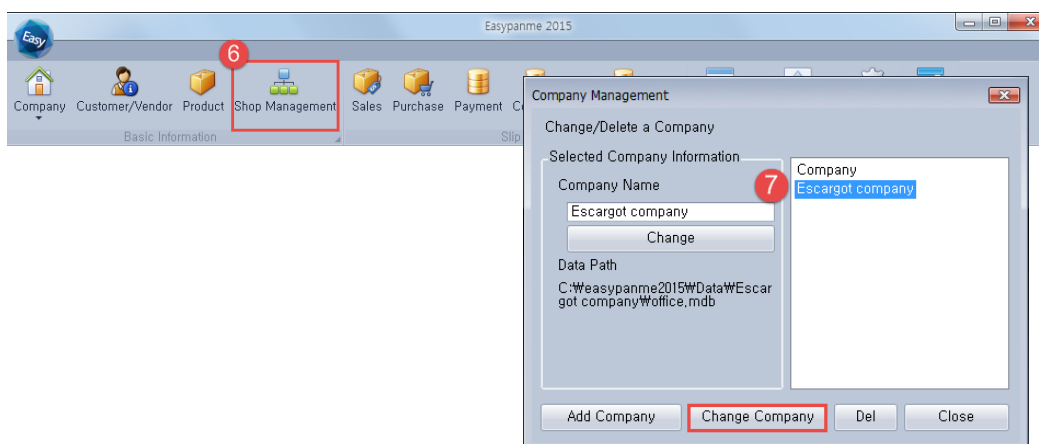 Easypanme 2015
Easy
6
Company Customer/Vendor Product Shop Management Sales Purchase Payment
Basic Information
Slip
Company Management
Change/Delete a Company
Selected Company Information
Company Name
Escargot company
Change
Data Path
C:₩easypanme2015₩Data₩Escar
got company₩office,mdb
7
Company
Escargot company
Add Company Change Company Del Close